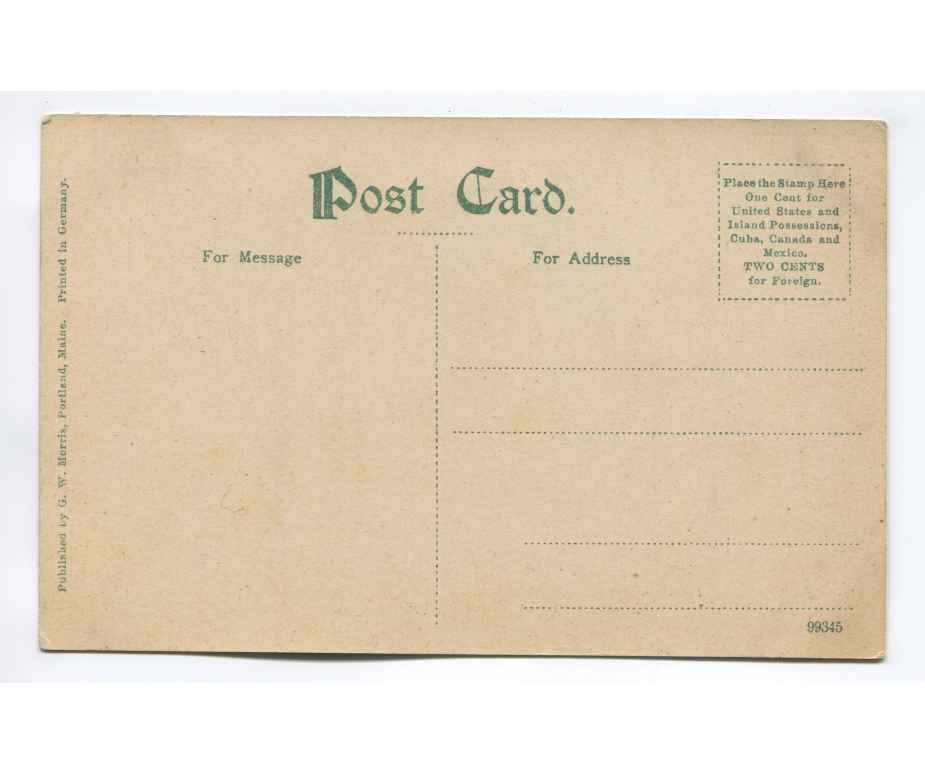 Post Card.
Place the Stamp Here
One Cent for
United States and
Island Possessions,
Cuba, Canada and
Mexico.
TWO CENTS
for Foreign.
For Message
For Address
Published by G. W. Morris, Portland, Maine. Printed in Germany.
99345